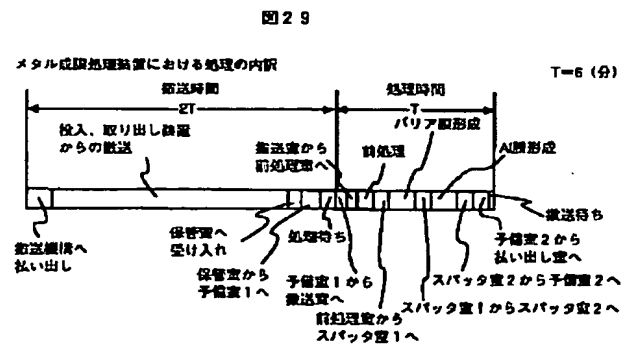 図29
メタル成膜処理装置における処理の内訳
T=6（分）
搬送時間
処理時間
2T
T
投入、取り出し装置
からの搬送
バリア膜形成
搬送室から
前処理室へ
前処理
Al膜形成
搬送機構へ
払い出し
保管室へ
受け入れ
処理待ち
搬送待ち
保管室から
予備室1へ
予備室1から
搬送室へ
予備室2から
払い出し室へ
スパッタ室2から予備室2へ
前処理室から
スパッタ室1へ
スパッタ室1からスパッタ室2へ